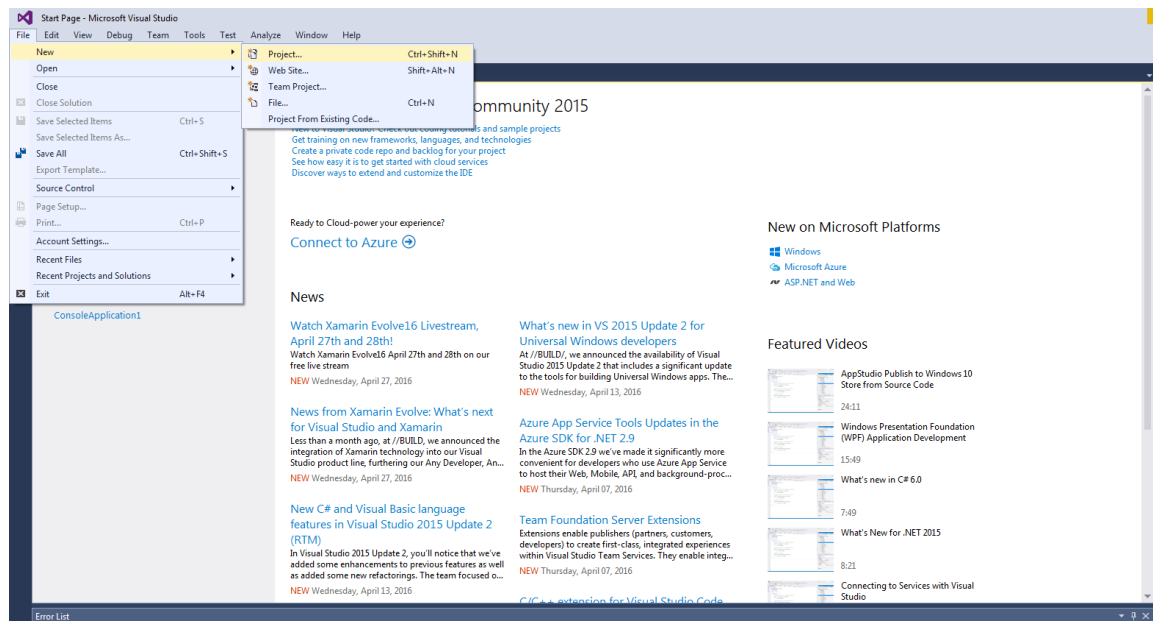 Start Page - Microsoft Visual Studio
File Edit View Debug Team Tools Test Analyze Window Help
New
Open
Close
Close Solution
Save Selected Items Ctrl+S
Save Selected Items As...
Save All Ctrl+Shift+S
Export Template...
Source Control
Page Setup...
Print... Ctrl+P
Account Settings...
Recent Files
Recent Projects and Solutions
Exit Alt+F4
Project... Ctrl+Shift+N
Web Site... Shift+Alt+N
Team Project...
File... Ctrl+N
Project From Existing Code...
ConsoleApplication1
ommunity 2015
New to Visual Studio? Check out coding tutorials and sample projects
Get training on new frameworks, languages, and technologies
Create a private code repo and backlog for your project
See how easy it is to get started with cloud services
Discover ways to extend and customize the IDE
Ready to Cloud-power your experience?
Connect to Azure
News
Watch Xamarin Evolve16 Livestream,
April 27th and 28th!
Watch Xamarin Evolve16 April 27th and 28th on our
free live stream
NEW Wednesday, April 27, 2016
News from Xamarin Evolve: What's next
for Visual Studio and Xamarin
Less than a month ago, at //BUILD, we announced the
integration of Xamarin technology into our Visual
Studio product line, furthering our Any Developer, An...
NEW Wednesday, April 27, 2016
New C# and Visual Basic language
features in Visual Studio 2015 Update 2
(RTM)
In Visual Studio 2015 Update 2, you'll notice that we've
added some enhancements to previous features as well
as added some new refactorings. The team focused o...
NEW Wednesday, April 13, 2016
What's new in VS 2015 Update 2 for
Universal Windows developers
At //BUILD/, we announced the availability of Visual
Studio 2015 Update 2 that includes a significant update
to the tools for building Universal Windows apps. The...
NEW Wednesday, April 13, 2016
Azure App Service Tools Updates in the
Azure SDK for .NET 2.9
In the Azure SDK 2.9 we've made it significantly more
convenient for developers who use Azure App Service
to host their Web, Mobile, API, and background-proc...
NEW Thursday, April 07, 2016
Team Foundation Server Extensions
Extensions enable publishers (partners, customers,
developers) to create first-class, integrated experiences
within Visual Studio Team Services. They enable integ...
NEW Thursday, April 07, 2016
C/C++ extension for Visual Studio Code
New on Microsoft Platforms
Windows
Microsoft Azure
ASP.NET and Web
Featured Videos
AppStudio Publish to Windows 10
Store from Source Code
24:11
Windows Presentation Foundation
(WPF) Application Development
15:49
What's new in C# 6.0
7:49
What's New for .NET 2015
8:21
Connecting to Services with Visual
Studio
Error List